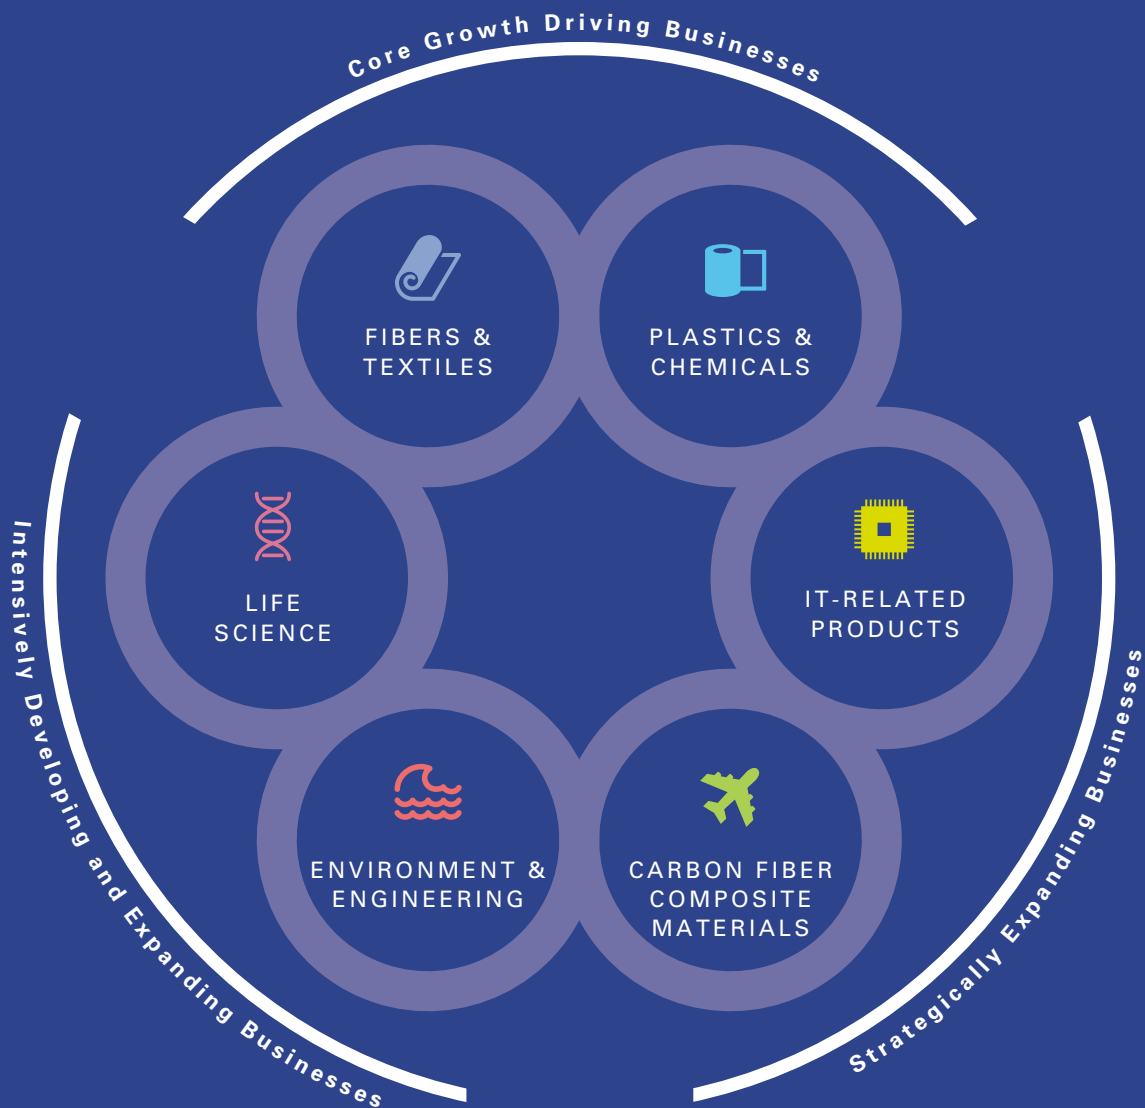 Core Growth Driving Businesses
FIBERS &
TEXTILES
PLASTICS &
CHEMICALS
LIFE
SCIENCE
IT-RELATED
PRODUCTS
ENVIRONMENT &
ENGINEERING
CARBON FIBER
COMPOSITE
MATERIALS
Intensively Developing and Expanding Businesses
Strategically Expanding Businesses